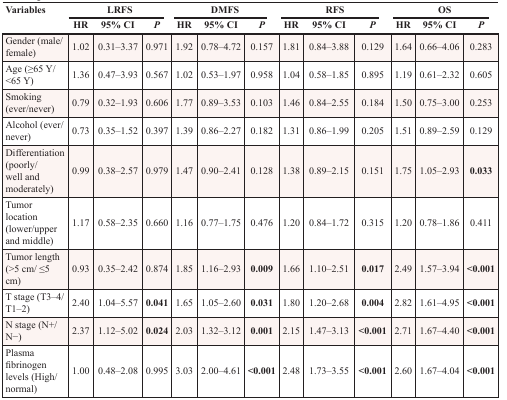 Variables LRFS DMFS RFS OS
HR 95% CI P HR 95% CI P HR 95% CI P HR 95% CI P
Gender (male/
female) 1.02 0.31–3.37 0.971 1.92 0.78–4.72 0.157 1.81 0.84–3.88 0.129 1.64 0.66–4.06 0.283
Age (≥65 Y/
<65 Y) 1.36 0.47–3.93 0.567 1.02 0.53–1.97 0.958 1.04 0.58–1.85 0.895 1.19 0.61–2.32 0.605
Smoking
(ever/never) 0.79 0.32–1.93 0.606 1.77 0.89–3.53 0.103 1.46 0.84–2.55 0.184 1.50 0.75–3.00 0.253
Alcohol (ever/
never) 0.73 0.35–1.52 0.397 1.39 0.86–2.27 0.182 1.31 0.86–1.99 0.205 1.51 0.89–2.59 0.129
Differentiation
(poorly/
well and
moderately) 0.99 0.38–2.57 0.979 1.47 0.90–2.41 0.128 1.38 0.89–2.15 0.151 1.75 1.05–2.93 0.033
Tumor
location
(lower/upper
and middle) 1.17 0.58–2.35 0.660 1.16 0.77–1.75 0.476 1.20 0.84–1.72 0.315 1.20 0.78–1.86 0.411
Tumor length
(>5 cm/ ≤5
cm) 0.93 0.35–2.42 0.874 1.85 1.16–2.93 0.009 1.66 1.10–2.51 0.017 2.49 1.57–3.94 <0.001
T stage (T3–4/
T1–2) 2.40 1.04–5.57 0.041 1.65 1.05–2.60 0.031 1.80 1.20–2.68 0.004 2.82 1.61–4.95 <0.001
N stage (N+/
N−) 2.37 1.12–5.02 0.024 2.03 1.32–3.12 0.001 2.15 1.47–3.13 <0.001 2.71 1.67–4.40 <0.001
Plasma
fibrinogen
levels (High/
normal) 1.00 0.48–2.08 0.995 3.03 2.00–4.61 <0.001 2.48 1.73–3.55 <0.001 2.60 1.67–4.04 <0.001